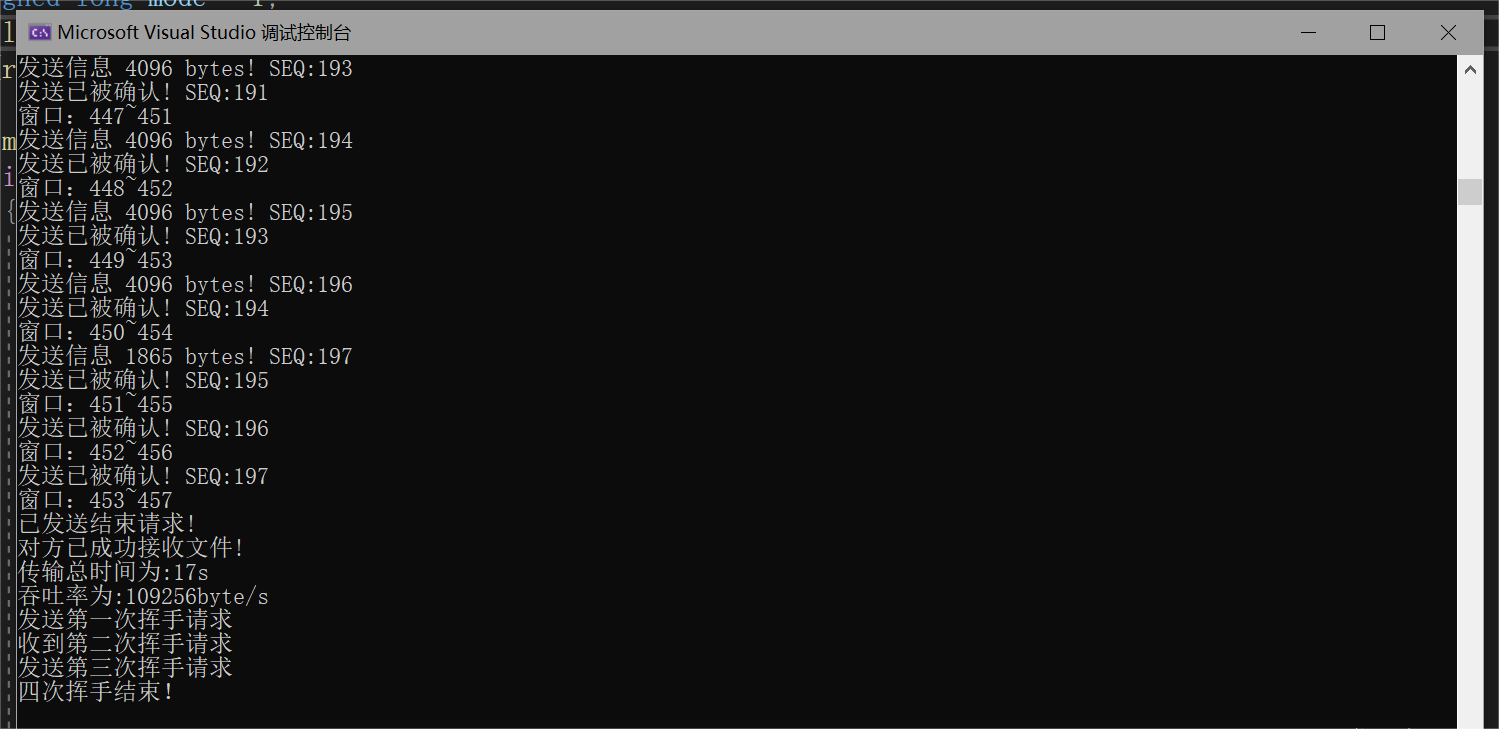 Microsoft Visual Studio 调试控制台
发送信息 4096 bytes! SEQ:193
发送已被确认! SEQ:191
窗口: 447~451
发送信息 4096 bytes! SEQ:194
发送已被确认! SEQ:192
窗口: 448~452
发送信息 4096 bytes! SEQ:195
发送已被确认! SEQ:193
窗口: 449~453
发送信息 4096 bytes! SEQ:196
发送已被确认! SEQ:194
窗口: 450~454
发送信息 1865 bytes! SEQ:197
发送已被确认! SEQ:195
窗口: 451~455
发送已被确认! SEQ:196
窗口: 452~456
发送已被确认! SEQ:197
窗口: 453~457
已发送结束请求!
对方已成功接收文件!
传输总时间为:17s
吞吐率为:109256byte/s
发送第一次挥手请求
收到第二次挥手请求
发送第三次挥手请求
四次挥手结束!